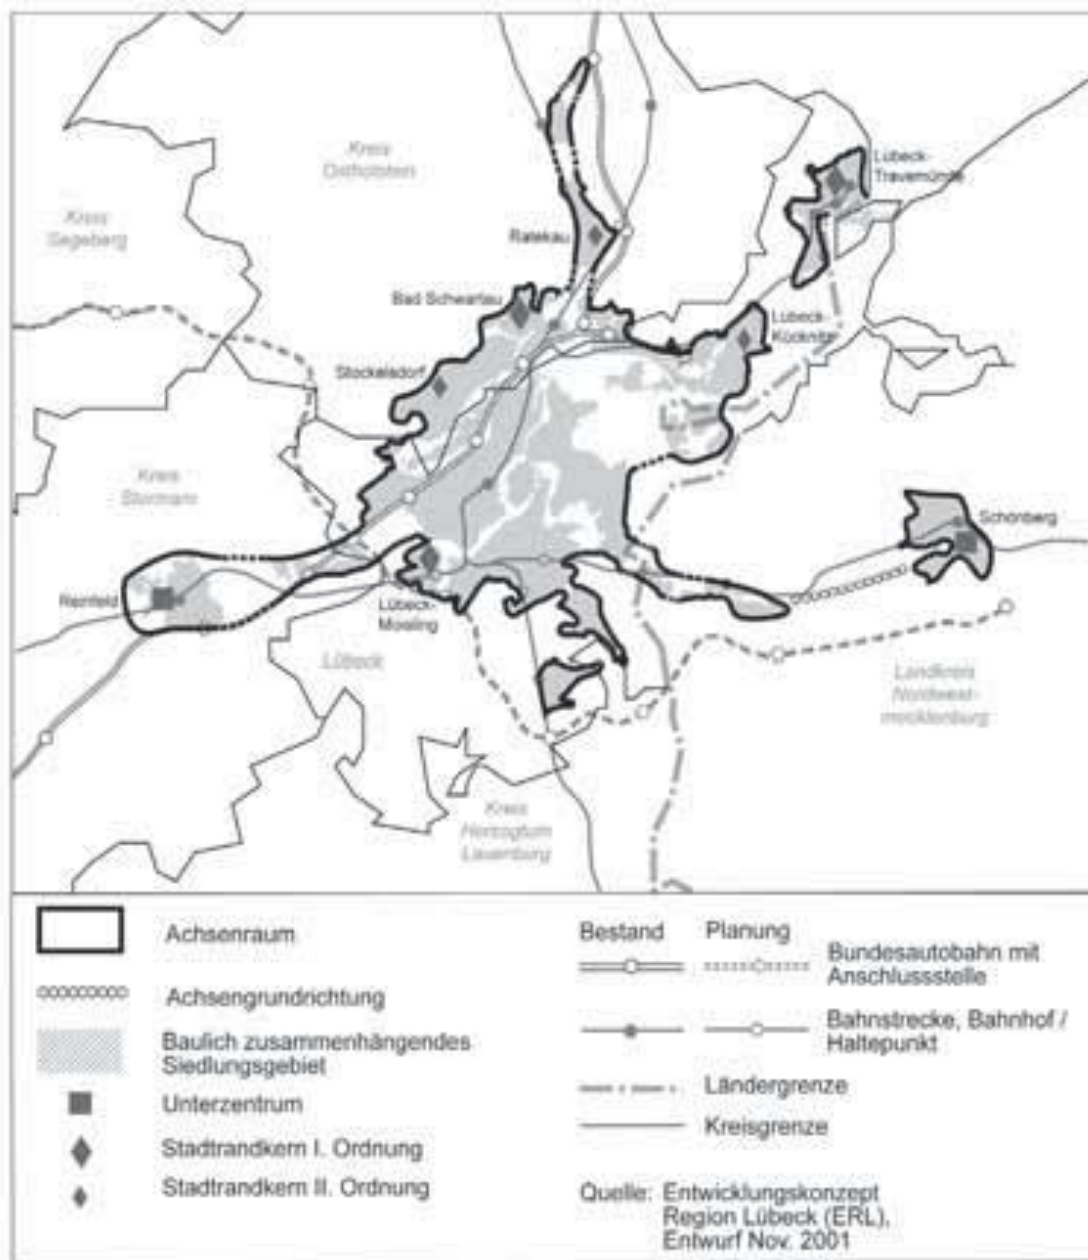 Kreis
Ostholstein
Kreis
Segeberg
Lübeck-
Travemünde
Ratekau
Bad Schwartau
Lübeck-
Kücknitz
Stockelsdorf
Kreis
Stormarn
Schönberg
Reinfeld
Lübeck-
Moisling
Lübeck
Landkreis
Nordwest-
mecklenburg
Kreis
Herzogtum
Lauenburg
Achsenraum
Achsengrundrichtung
Baulich zusammenhängendes
Siedlungsgebiet
Unterzentrum
Stadtrandkern I. Ordnung
Stadtrandkern II. Ordnung
Bestand Planung
Bundesautobahn mit
Anschlussstelle
Bahnstrecke, Bahnhof /
Haltepunkt
Ländergrenze
Kreisgrenze
Quelle: Entwicklungskonzept
Region Lübeck (ERL),
Entwurf Nov. 2001